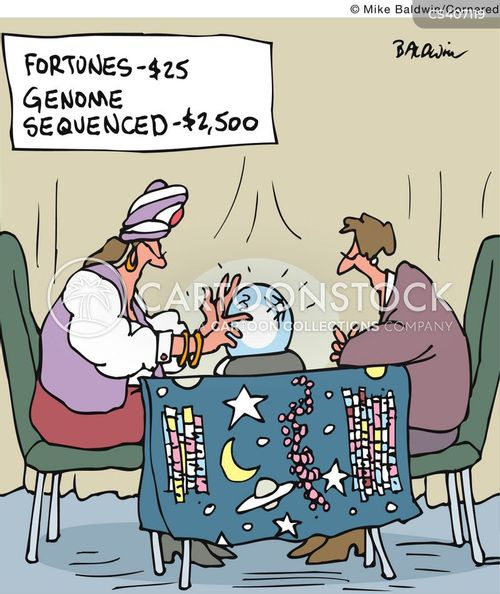 © Mike Baldwin/Cornered
CS407119
BALDWIN
FORTUNES - $25
GENOME
SEQUENCED - $2,500
CARTOONSTOCK
A CARTOON COLLECTIONS COMPANY